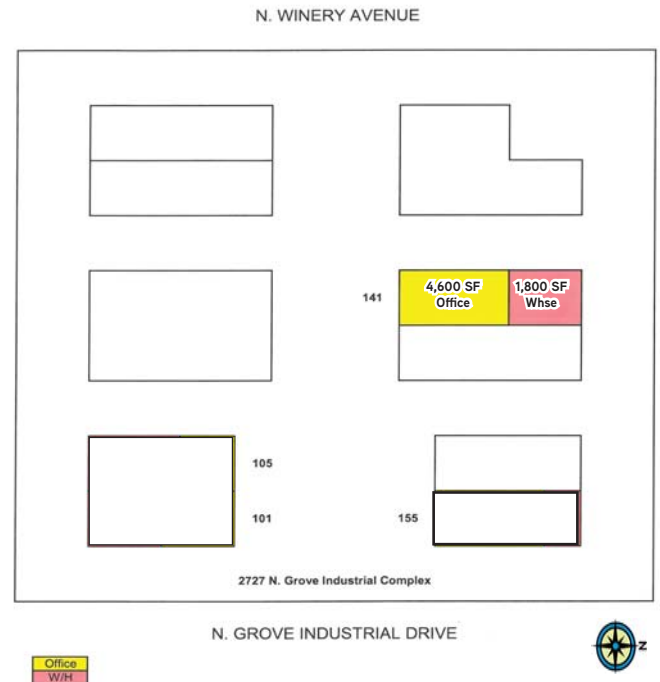 N. WINERY AVENUE
141
4,600 SF
Office
1,800 SF
Whse
105
101
155
2727 N. Grove Industrial Complex
N. GROVE INDUSTRIAL DRIVE
Z
Office
W/H